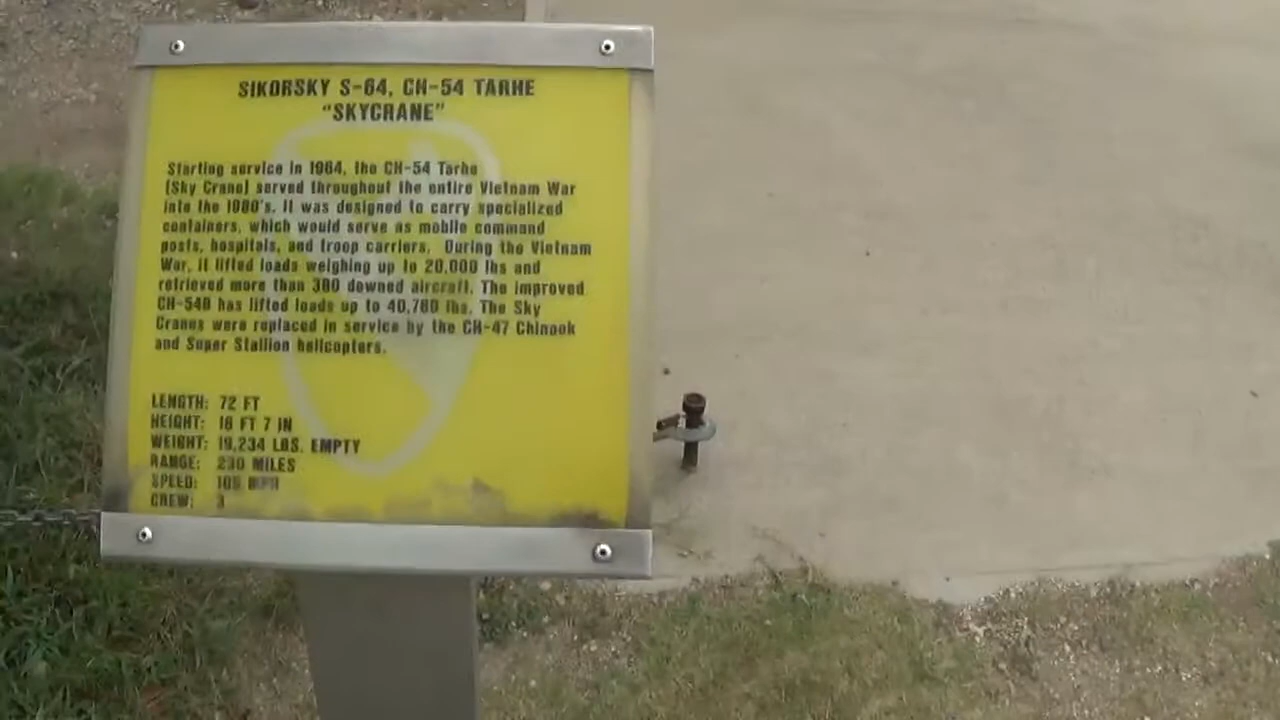 SIKORSKY S-64, CH-54 TARHE
"SKYCRANE"
Starting service in 1964, the CH-54 Tarhe
(Sky Crane) served throughout the entire Vietnam War
into the 1980's. It was designed to carry specialized
containers, which would serve as mobile command
posts, hospitals, and troop carriers. During the Vietnam
War, it lifted loads weighing up to 20,000 lbs and
retrieved more than 380 downed aircraft. The improved
CH-54B has lifted loads up to 40,780 lbs. The Sky
Cranes were replaced in service by the CH-47 Chinook
and Super Stallion helicopters.
LENGTH: 72 FT
HEIGHT: 18 FT 7 IN
WEIGHT: 19,234 LBS. EMPTY
RANGE: 230 MILES
SPEED: MPH
CREW: 3